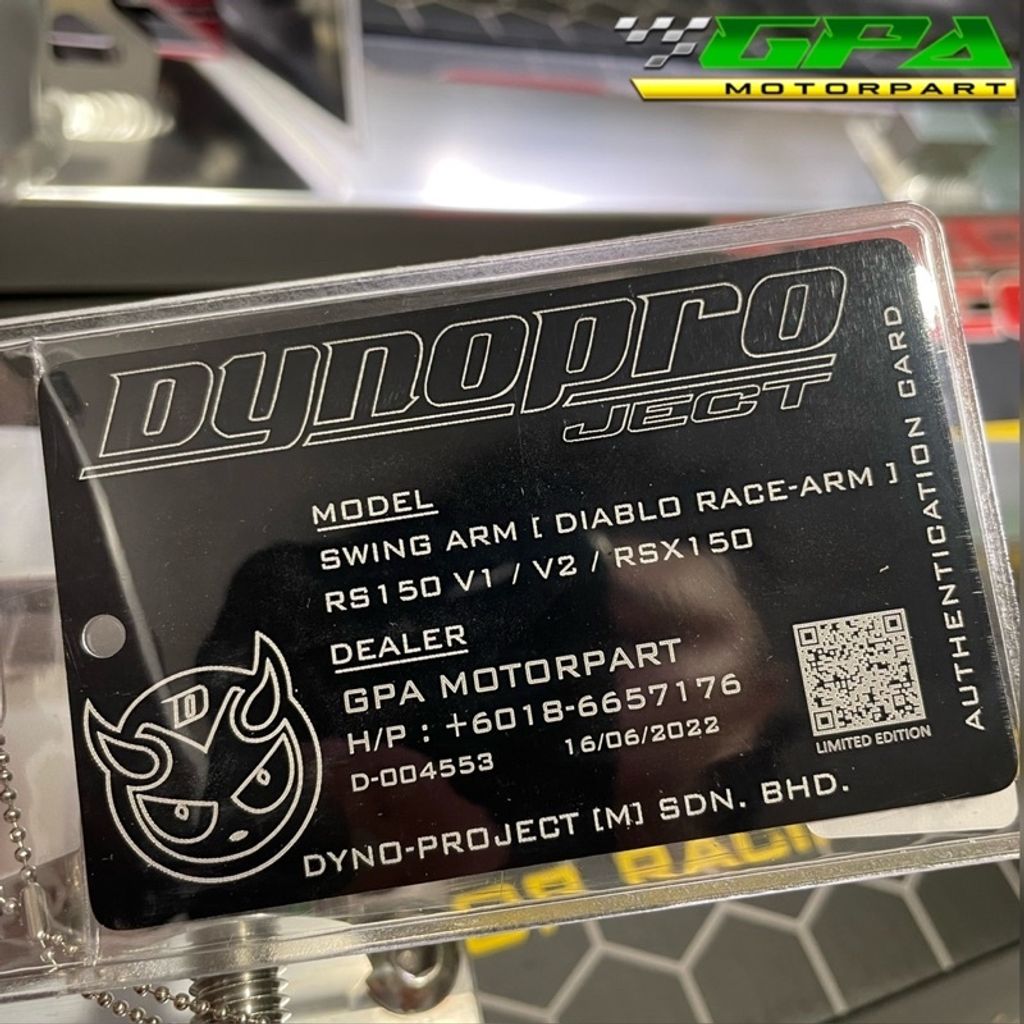 GPA
MOTORPART
DYNOPRO
JECT
AUTHENTICATION CARD
MODEL
SWING ARM [ DIABLO RACE-ARM ]
RS150 V1 / V2 / RSX150
DEALER
GPA MOTORPART
H/P : +6018-6657176
D-004553 16/06/2022
LIMITED EDITION
D
DYNO-PROJECT [M] SDN. BHD.